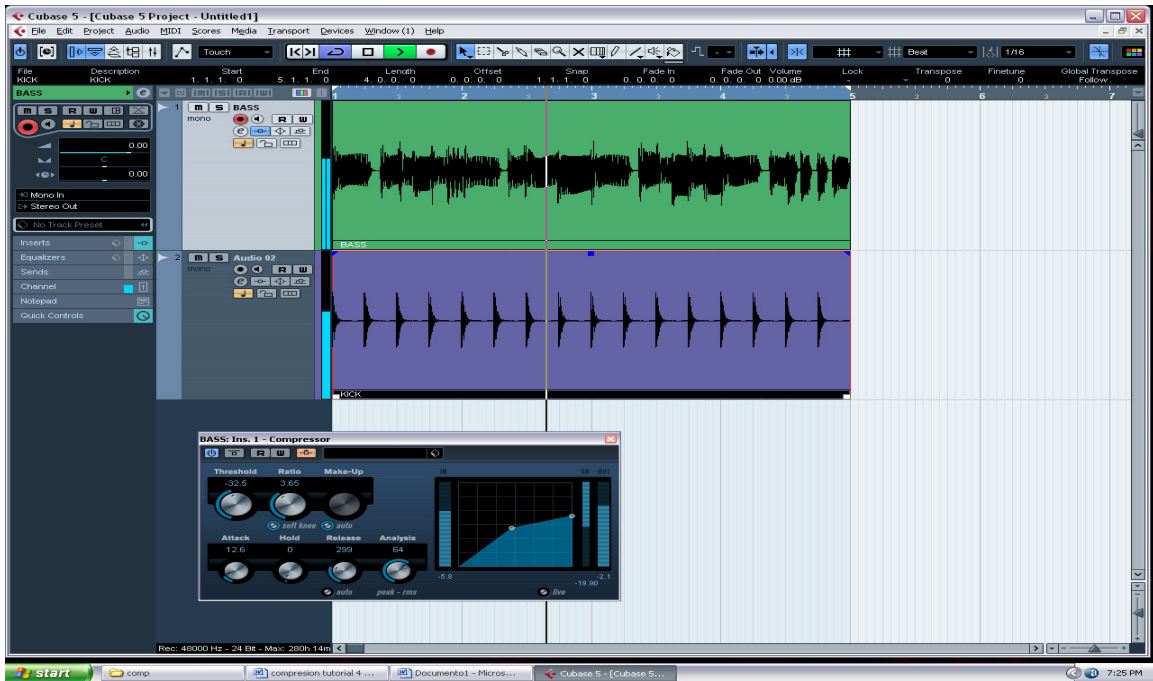 Cubase 5 - [Cubase 5 Project - Untitled1]
File Edit Project Audio MIDI Scores Media Transport Devices Window (1) Help
Touch Beat 1/16
File Description Start End Length Offset Snap Fade In Fade Out Volume Lock Transpose Finetune Global Transpose
KICK KICK 1. 1. 1. 0 5. 1. 1. 0 4. 0. 0. 0 0. 0. 0. 0 1. 1. 1. 0 0. 0. 0. 0 0. 0. 0. 0 0.00 dB - 0 0 Follow
BASS
1 2 3 4 5 6 7
m S R W
1 m S BASS
mono R W
0.00
C
0.00
Mono In
Stereo Out
No Track Preset
Inserts
Equalizers
Sends
Channel
Notepad
Quick Controls
BASS
2 m S Audio 02
mono R W
KICK
BASS: Ins. 1 - Compressor
R W
Threshold Ratio Make-Up IN GR OUT
-32.5 3.65
soft knee auto
Attack Hold Release Analysis
12.6 0 299 64
-5.8 -19.90 -2.1
auto peak - rms live
Rec: 48000 Hz - 24 Bit - Max: 280h 14m
start comp compresion tutorial 4 ... Documento1 - Micros... Cubase 5 - [Cubase 5... 7:25 PM